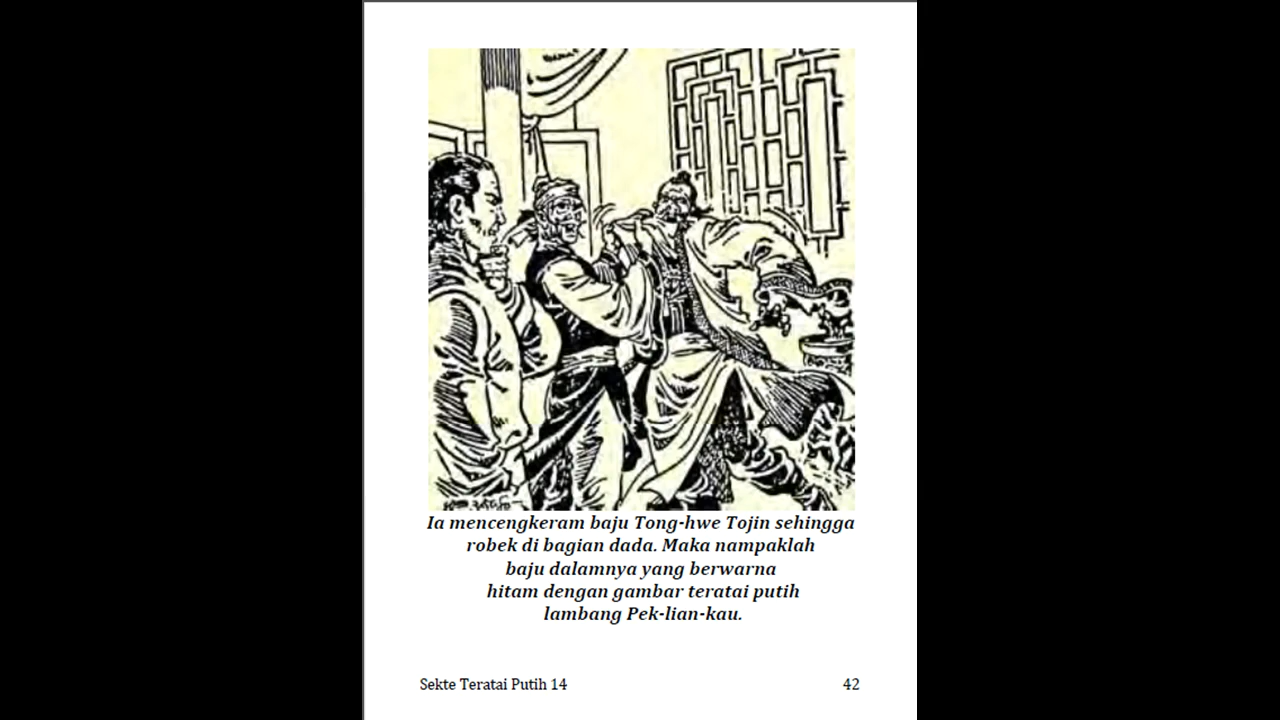 Ia mencengkeram baju Tong-hwe Tojin sehingga
robek di bagian dada. Maka nampaklah
baju dalamnya yang berwarna
hitam dengan gambar teratai putih
lambang Pek-lian-kau.
Sekte Teratai Putih 14 42